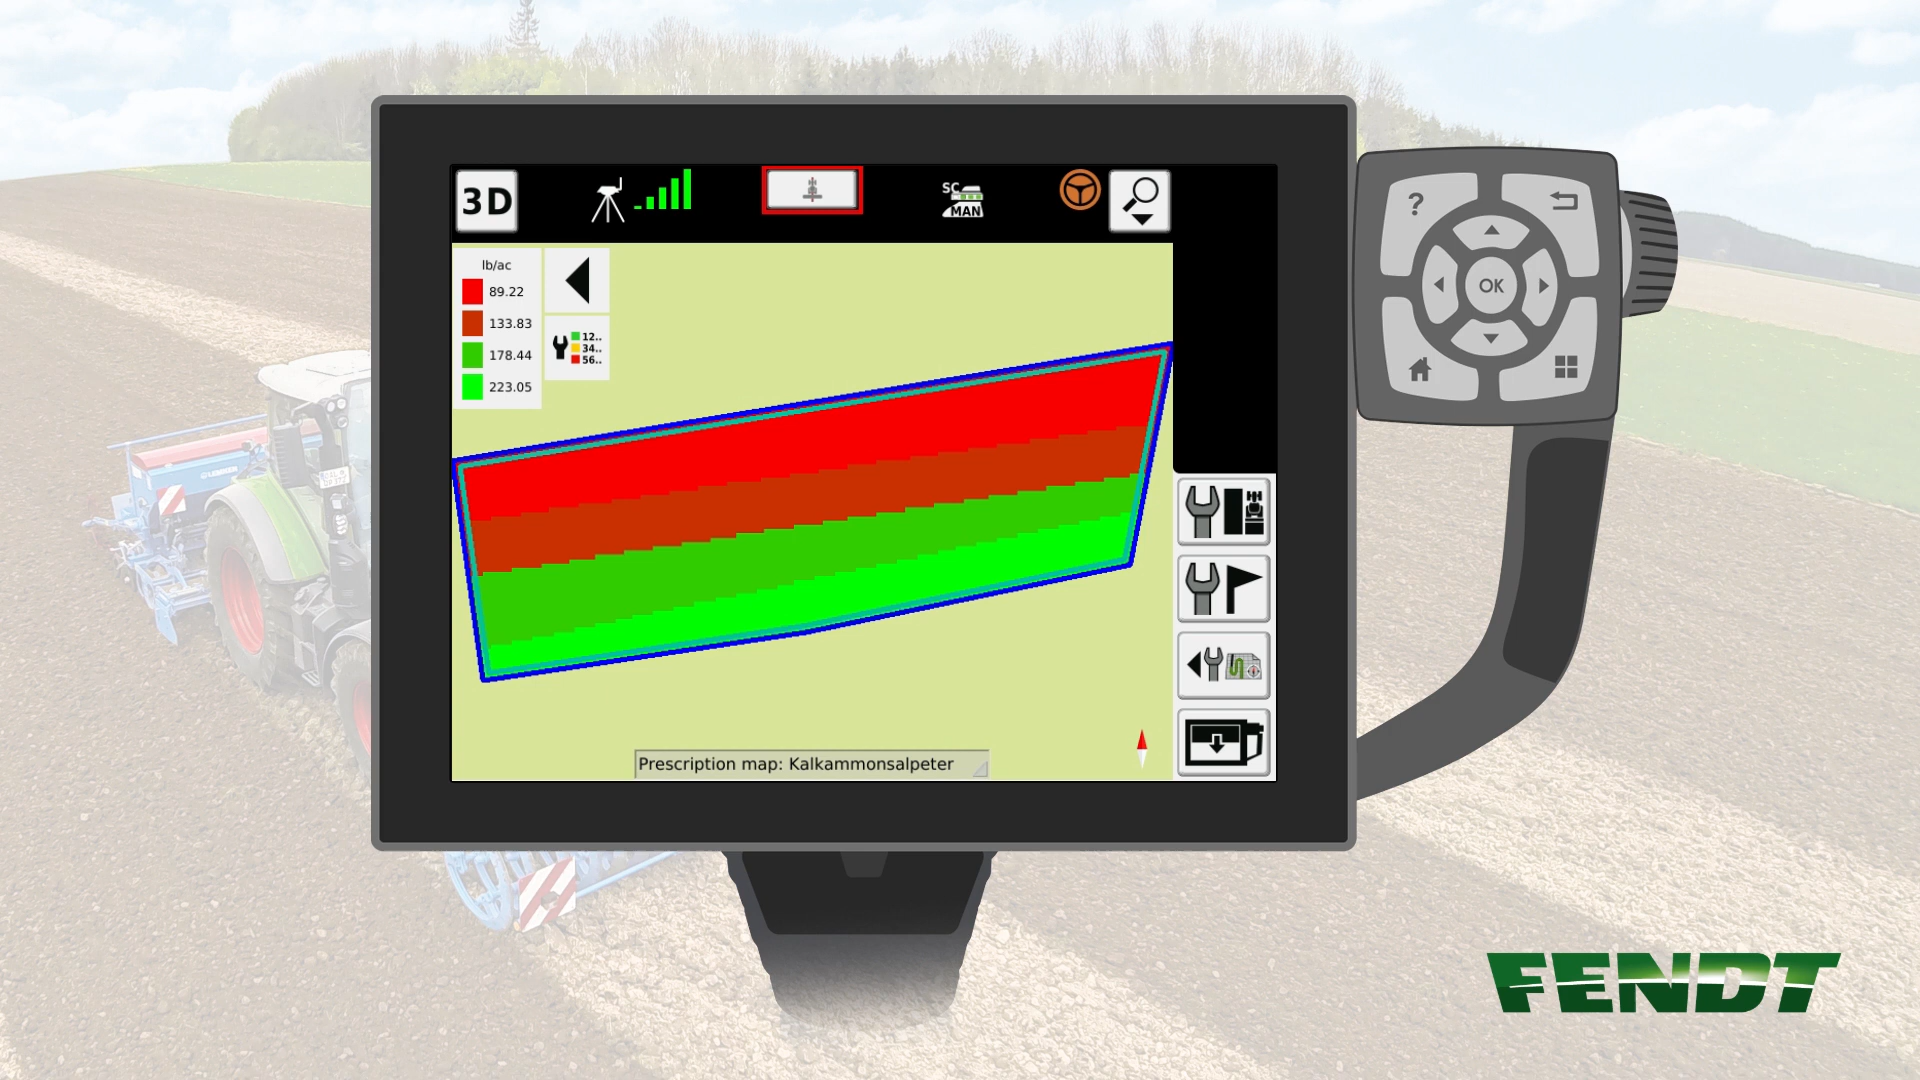 3D
SC
MAN
lb/ac
89.22
133.83
178.44
223.05
12..
34..
56..
Prescription map: Kalkammonsalpeter
?
OK
LEMKEN
FENDT